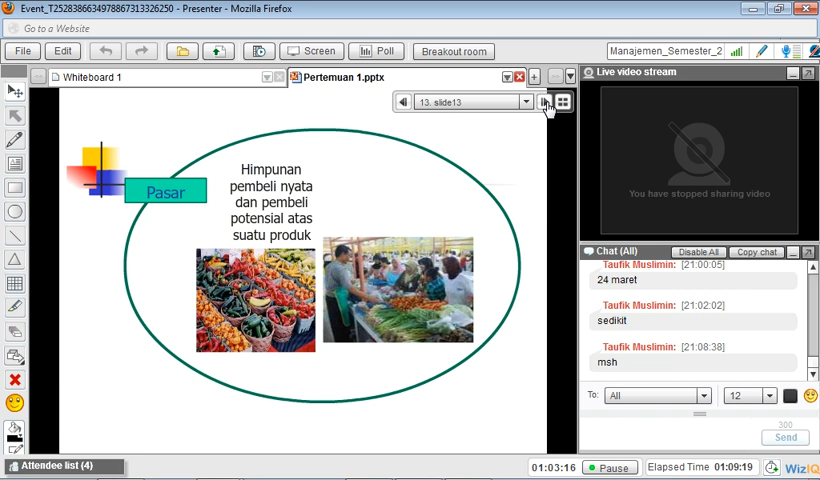 Event_T2528386634978867313326250 - Presenter - Mozilla Firefox
Go to a Website
File
Edit
Screen
Poll
Breakout room
Manajemen_Semester_2
Whiteboard 1
Pertemuan 1.pptx
Live video stream
13. slide13
Pasar
Himpunan
pembeli nyata
dan pembeli
potensial atas
suatu produk
You have stopped sharing video
Chat (All)
Disable All
Copy chat
Taufik Muslimin: [21:00:05]
24 maret
Taufik Muslimin: [21:02:02]
sedikit
Taufik Muslimin: [21:08:38]
msh
To:
All
12
300
Send
Attendee list (4)
01:03:16
Pause
Elapsed Time
01:09:19
WizIQ